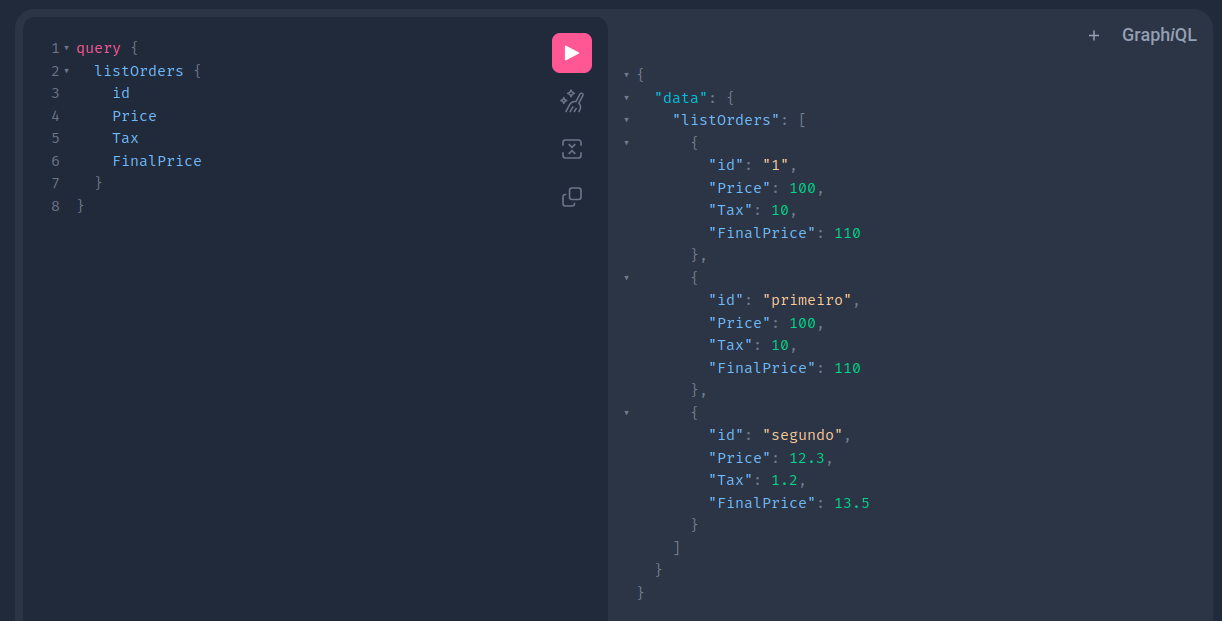 1 query {
2 listOrders {
3 id
4 Price
5 Tax
6 FinalPrice
7 }
8 }
+ GraphiQL
{
"data": {
"listOrders": [
{
"id": "1",
"Price": 100,
"Tax": 10,
"FinalPrice": 110
},
{
"id": "primeiro",
"Price": 100,
"Tax": 10,
"FinalPrice": 110
},
{
"id": "segundo",
"Price": 12.3,
"Tax": 1.2,
"FinalPrice": 13.5
}
]
}
}